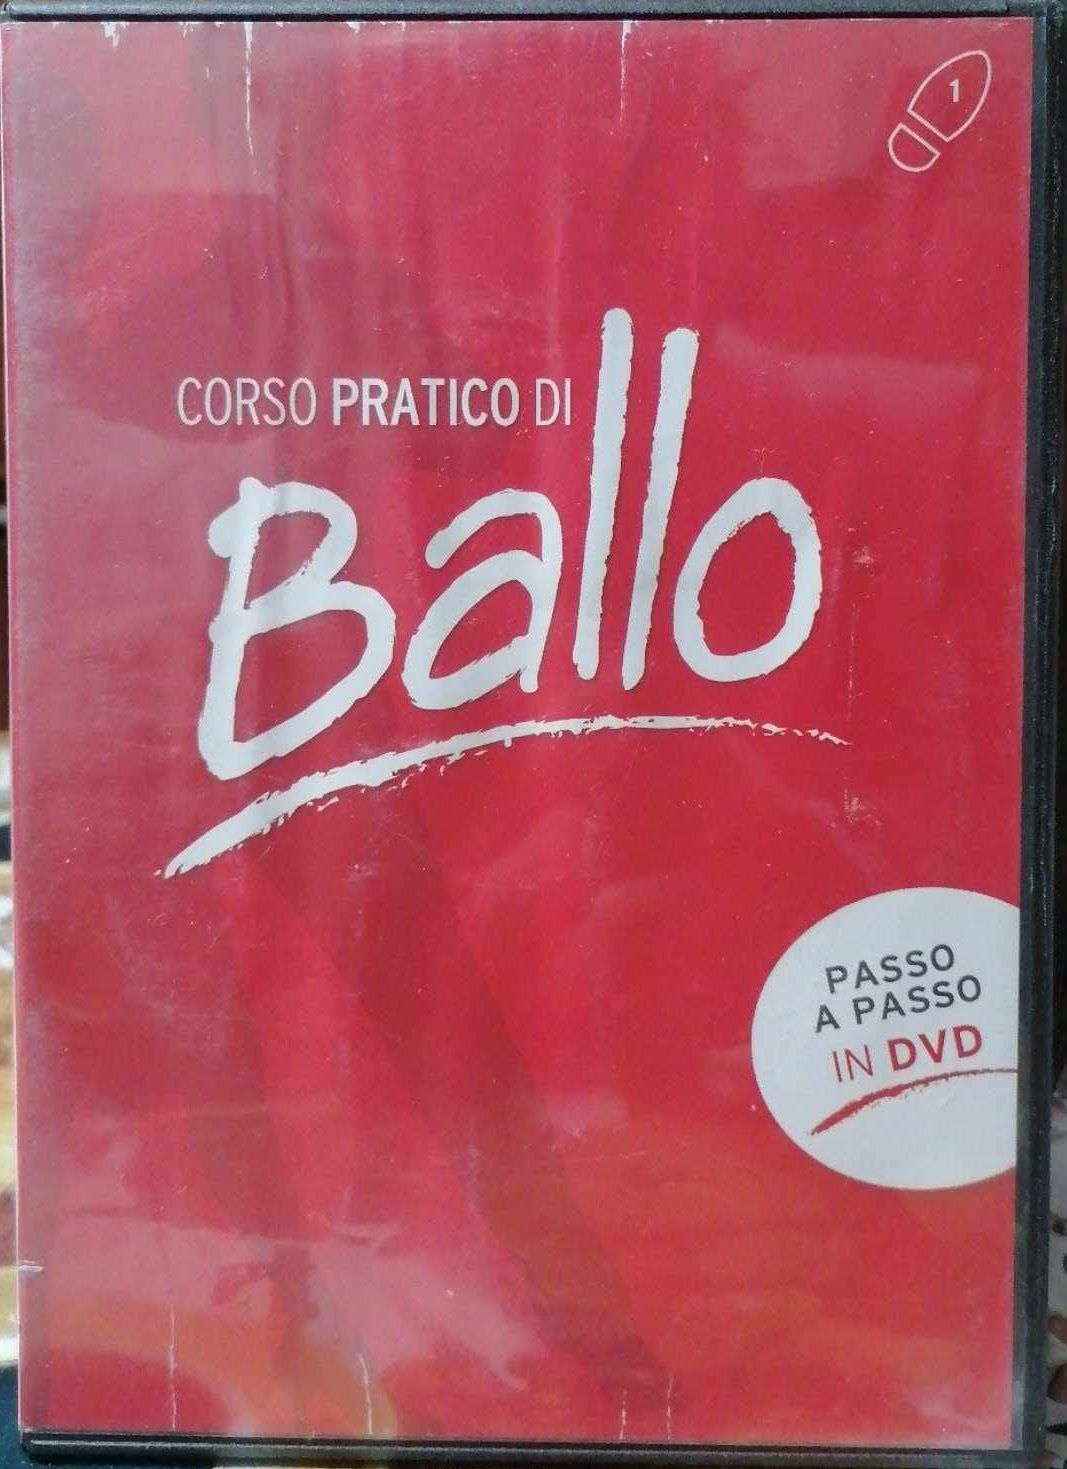 1
CORSO PRATICO DI
Ballo
PASSO
A PASSO
IN DVD